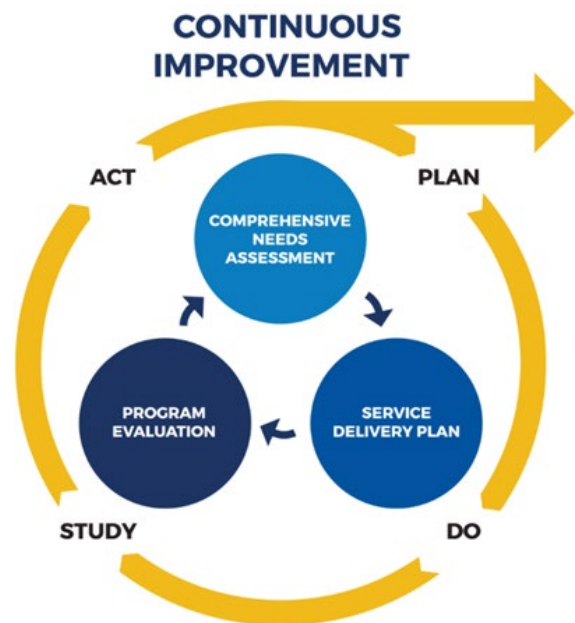 CONTINUOUS
IMPROVEMENT
ACT
PLAN
COMPREHENSIVE
NEEDS
ASSESSMENT
PROGRAM
EVALUATION
SERVICE
DELIVERY PLAN
STUDY
DO